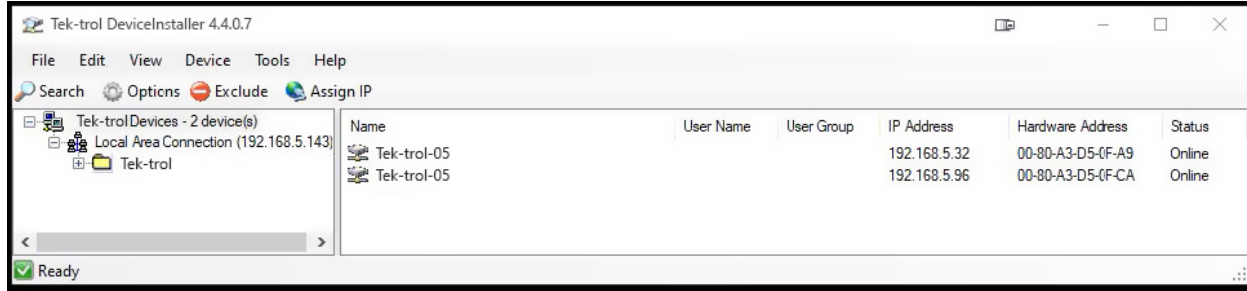 Tek-trol DeviceInstaller 4.4.0.7
File Edit View Device Tools Help
Search Options Exclude Assign IP
Tek-trol Devices - 2 device(s)
Local Area Connection (192.168.5.143)
Tek-trol
Name User Name User Group IP Address Hardware Address Status
Tek-trol-05 192.168.5.32 00-80-A3-D5-0F-A9 Online
Tek-trol-05 192.168.5.96 00-80-A3-D5-0F-CA Online
Ready